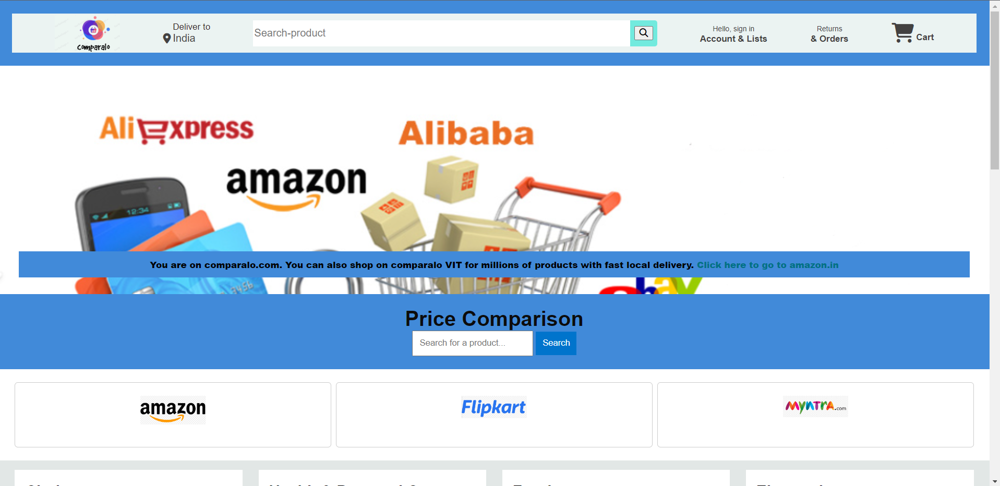 comparalo
Deliver to
India
Search-product
Hello, sign in
Account & Lists
Returns
& Orders
Cart
AliExpress
Alibaba
amazon
12:34
3456
You are on comparalo.com. You can also shop on comparalo VIT for millions of products with fast local delivery. Click here to go to amazon.in
ebay
Price Comparison
Search for a product...
Search
amazon
Flipkart
Myntra.com